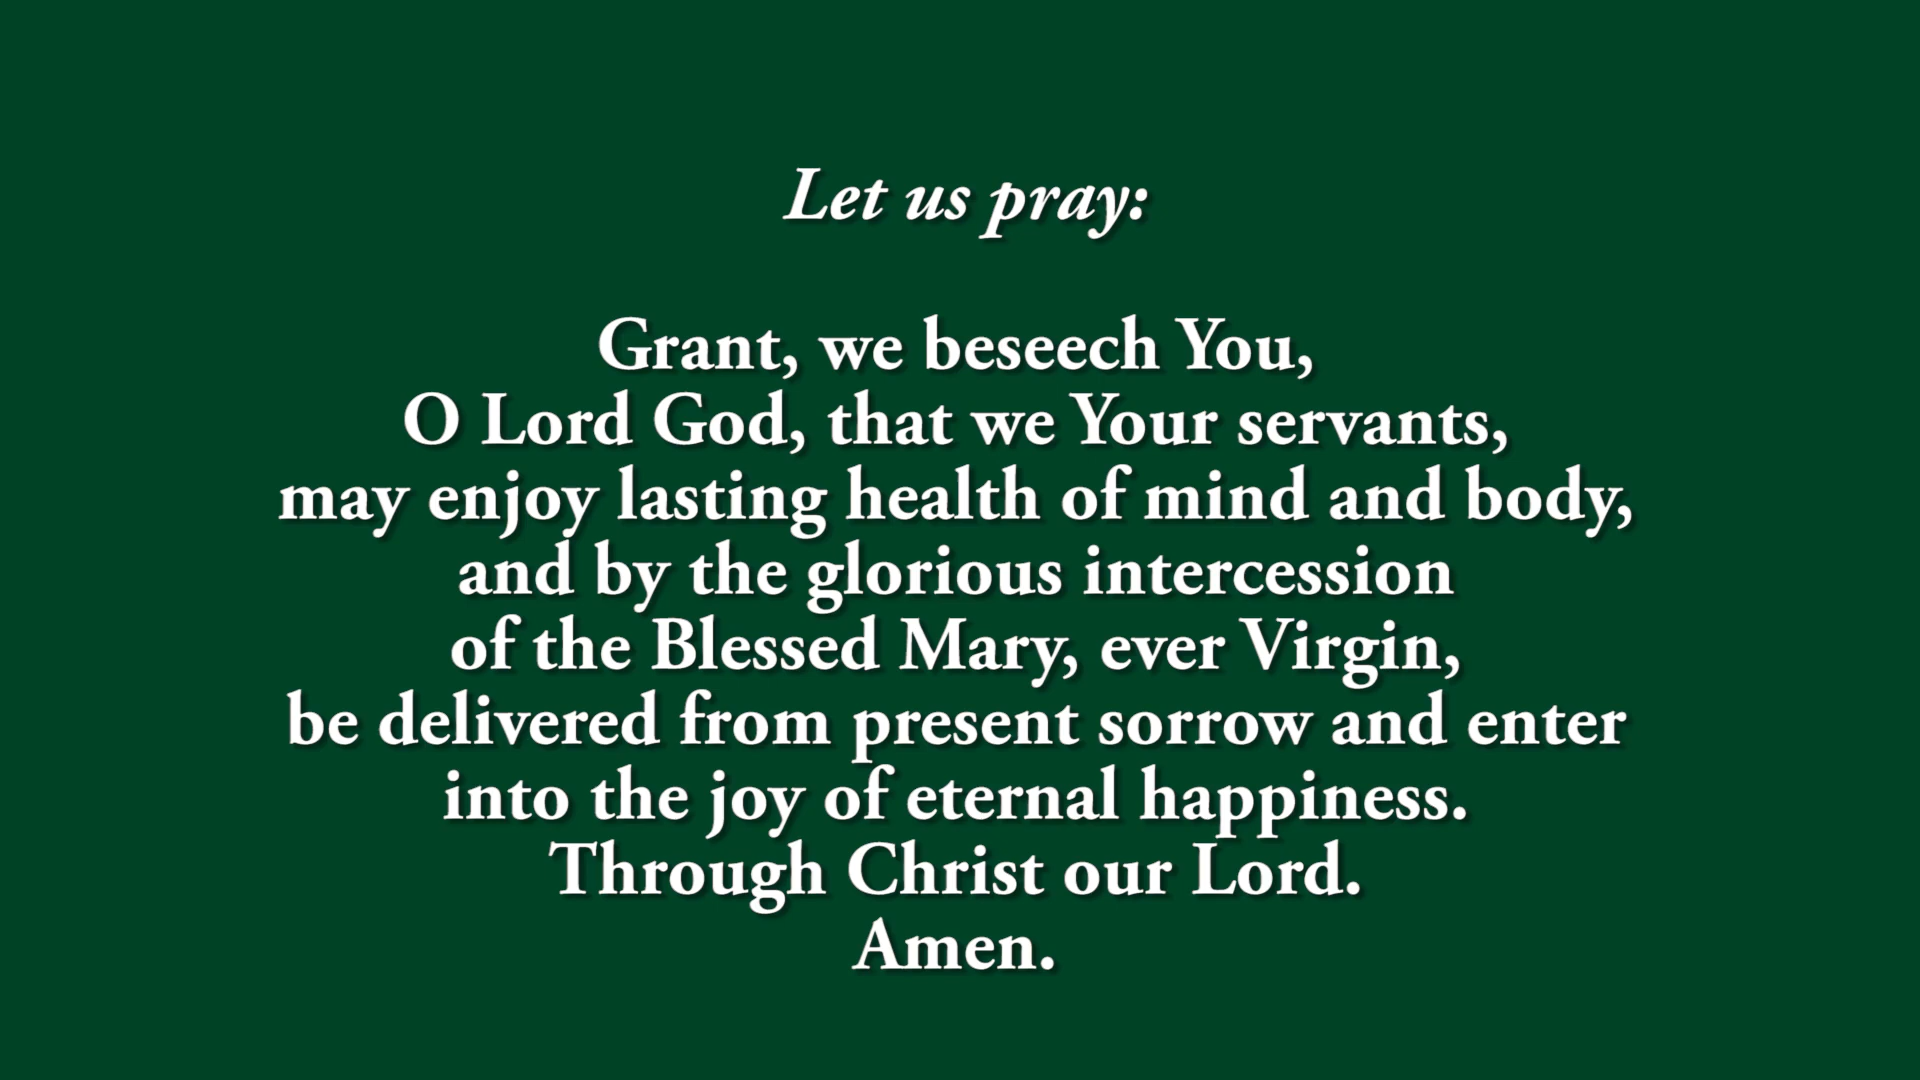 Let us pray:
Grant, we beseech You,
O Lord God, that we Your servants,
may enjoy lasting health of mind and body,
and by the glorious intercession
of the Blessed Mary, ever Virgin,
be delivered from present sorrow and enter
into the joy of eternal happiness.
Through Christ our Lord.
Amen.